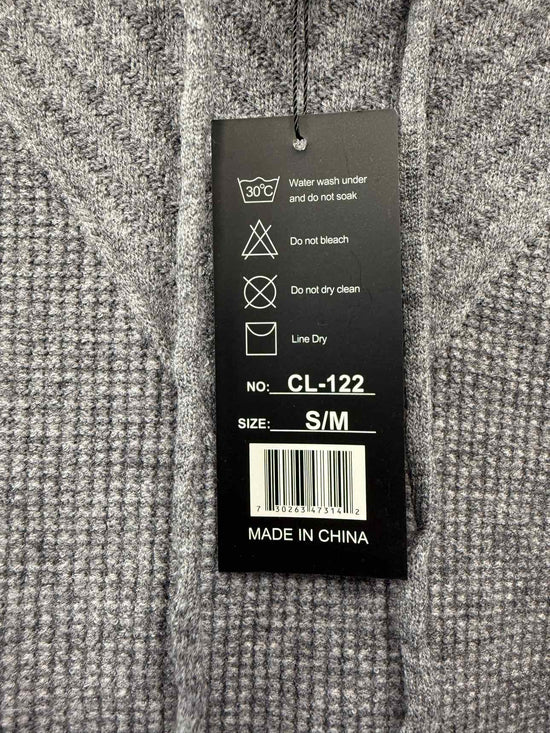 30°C
Water wash under
and do not soak
Do not bleach
Do not dry clean
Line Dry
NO: CL-122
SIZE: S/M
7 30263 47314 2
MADE IN CHINA